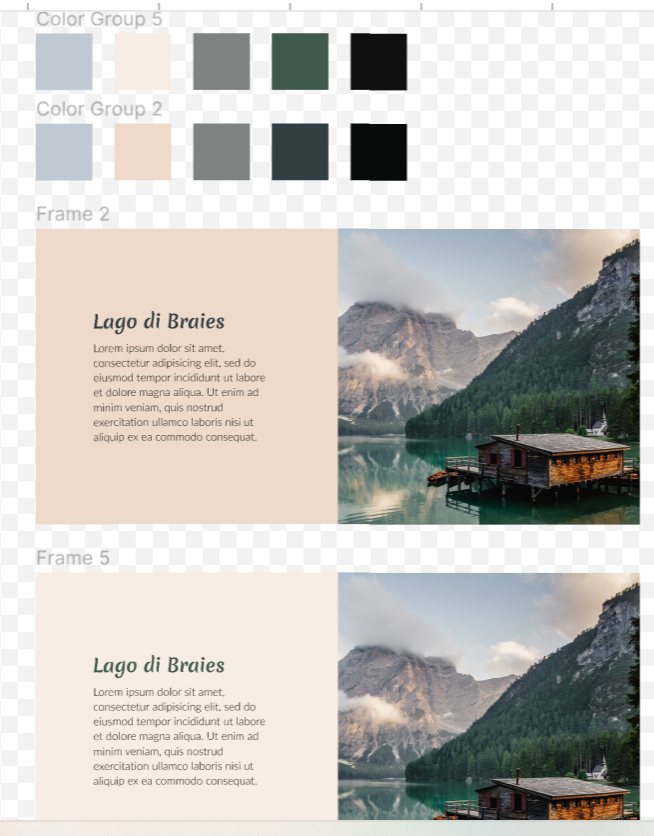 Color Group 5
Color Group 2
Frame 2
Lago di Braies
Lorem ipsum dolor sit amet,
consectetur adipisicing elit, sed do
eiusmod tempor incididunt ut labore
et dolore magna aliqua. Ut enim ad
minim veniam, quis nostrud
exercitation ullamco laboris nisi ut
aliquip ex ea commodo consequat.
Frame 5
Lago di Braies
Lorem ipsum dolor sit amet,
consectetur adipisicing elit, sed do
eiusmod tempor incididunt ut labore
et dolore magna aliqua. Ut enim ad
minim veniam, quis nostrud
exercitation ullamco laboris nisi ut
aliquip ex ea commodo consequat.